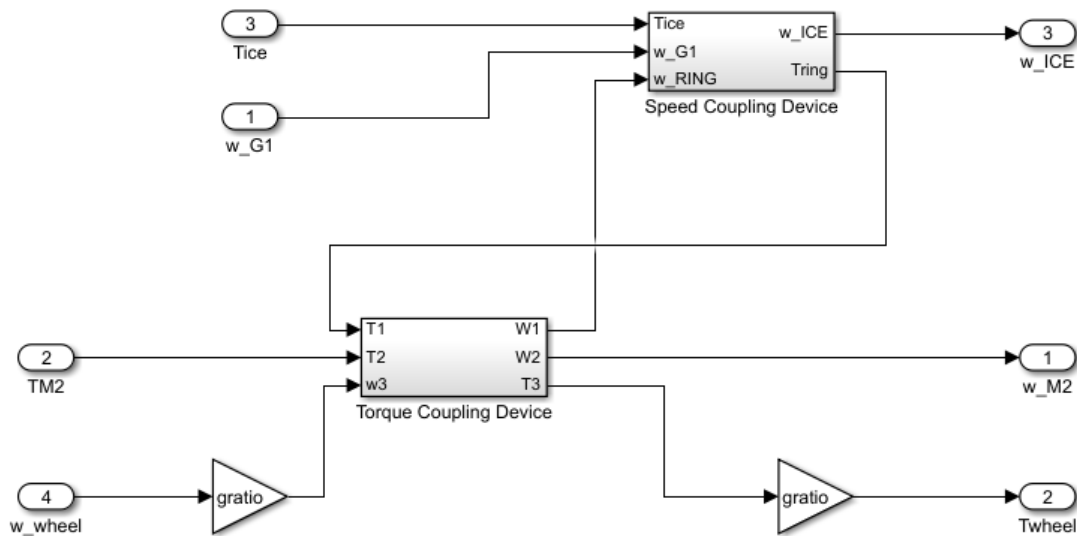 3
Tice
1
w_G1
Tice
w_G1
w_RING
w_ICE
Tring
Speed Coupling Device
3
w_ICE
2
TM2
T1
T2
w3
W1
W2
T3
Torque Coupling Device
1
w_M2
4
w_wheel
gratio
gratio
2
Twheel